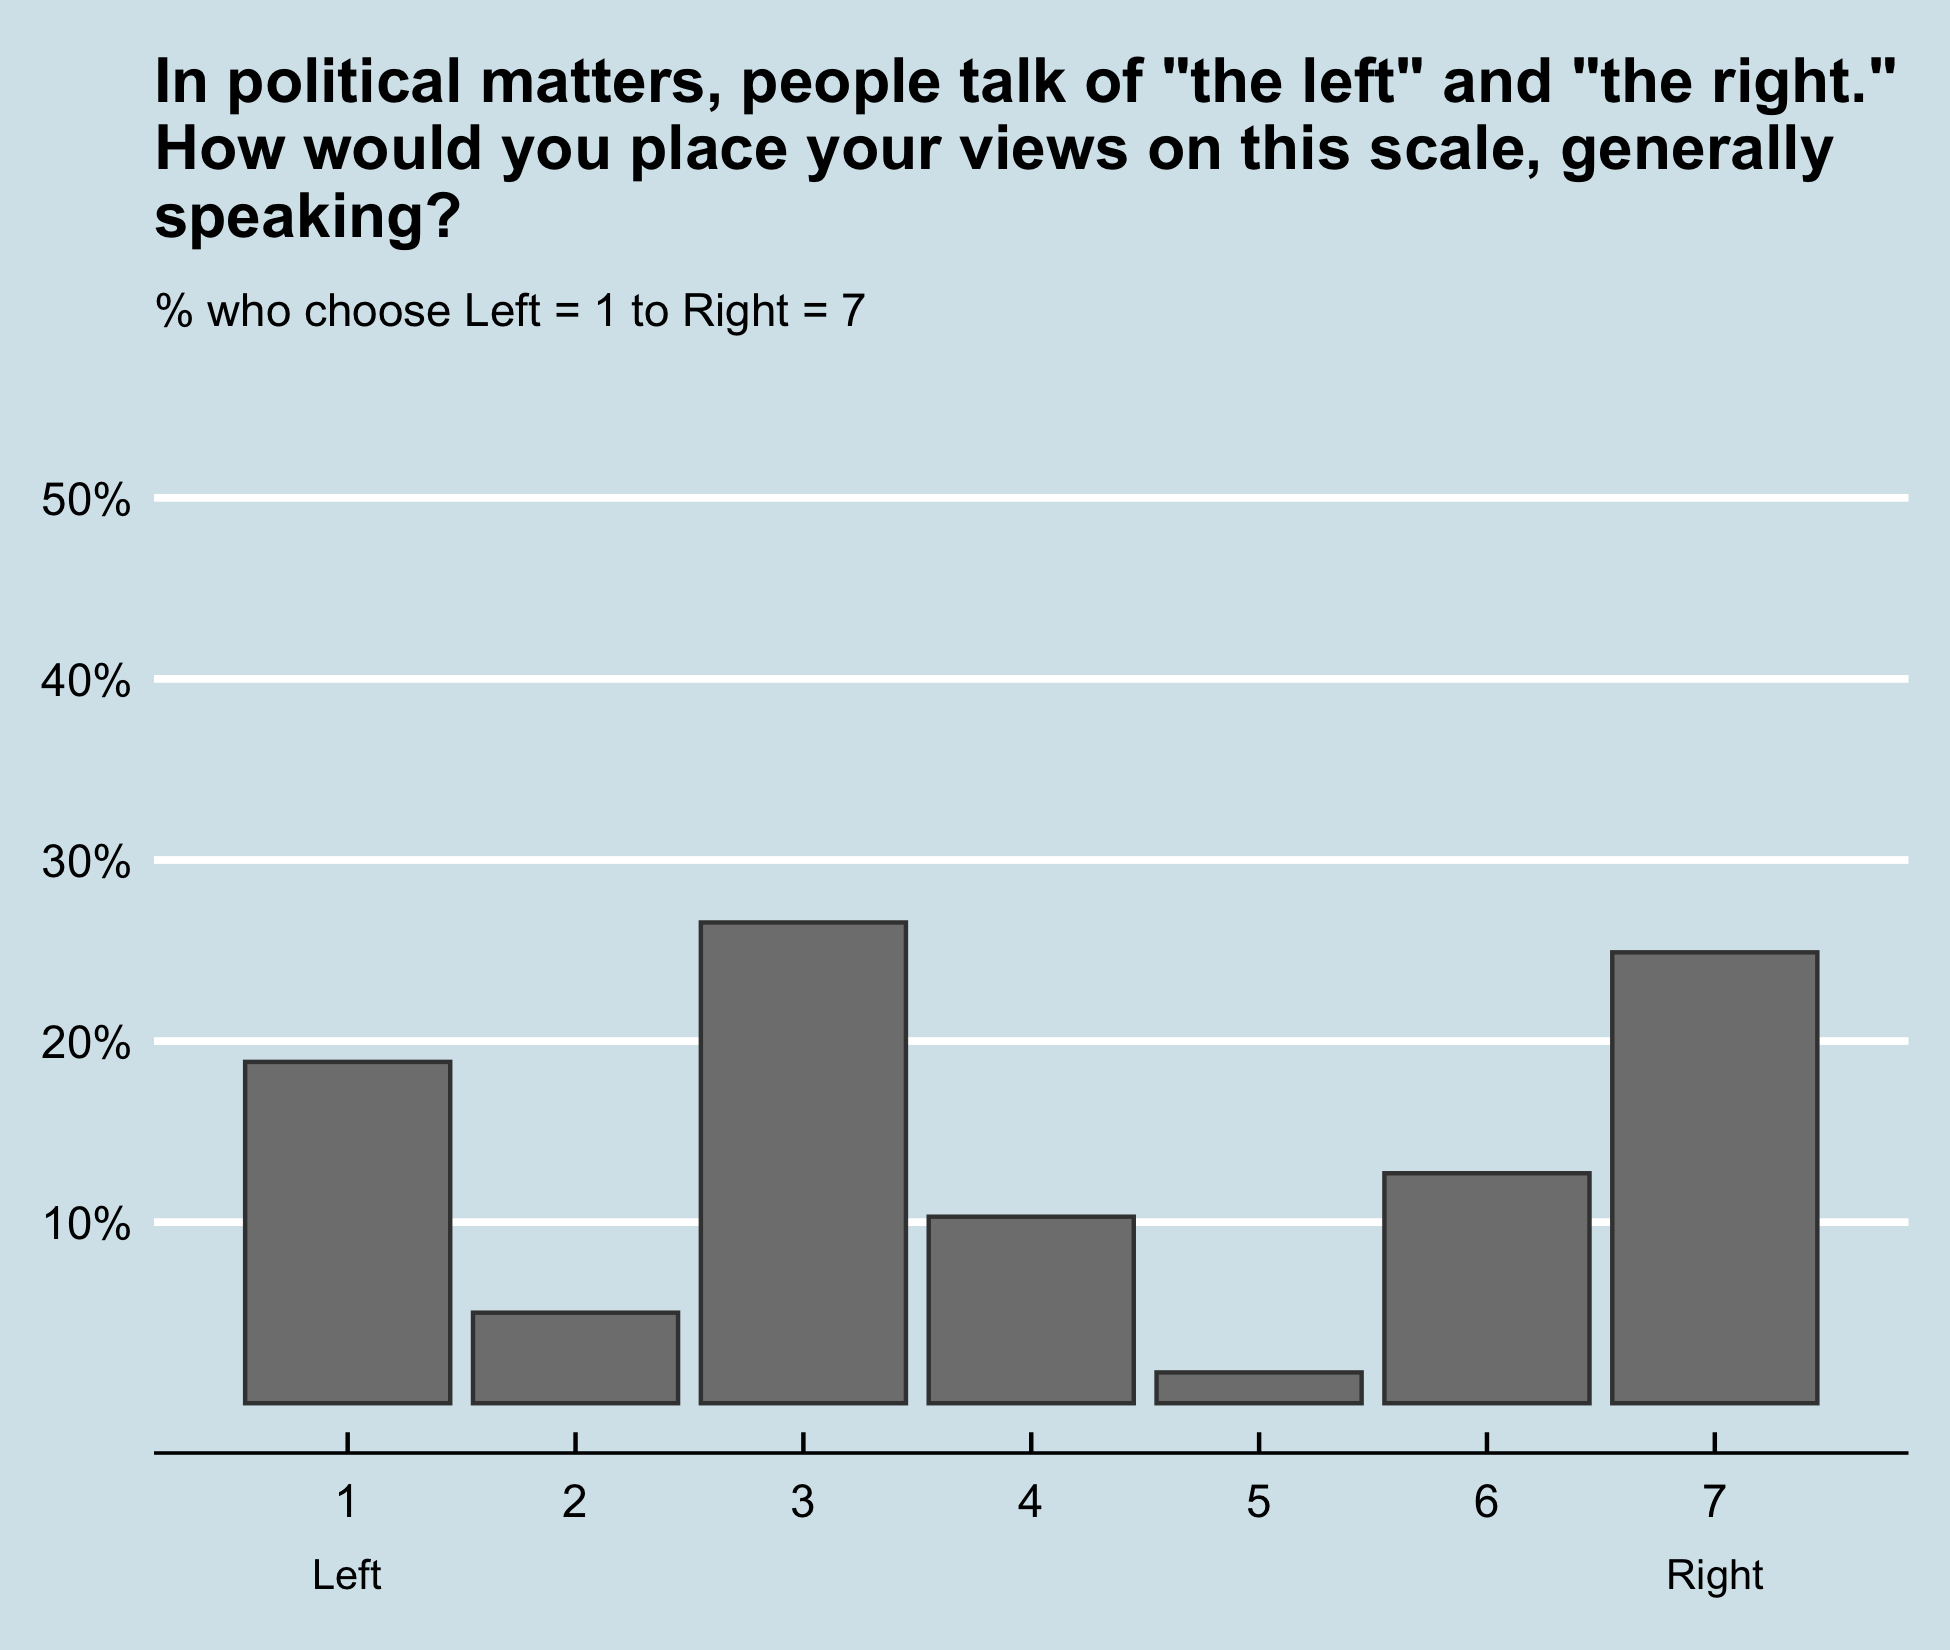 In political matters, people talk of "the left" and "the right."
How would you place your views on this scale, generally
speaking?
% who choose Left = 1 to Right = 7
50%
40%
30%
20%
10%
1 2 3 4 5 6 7
Left Right